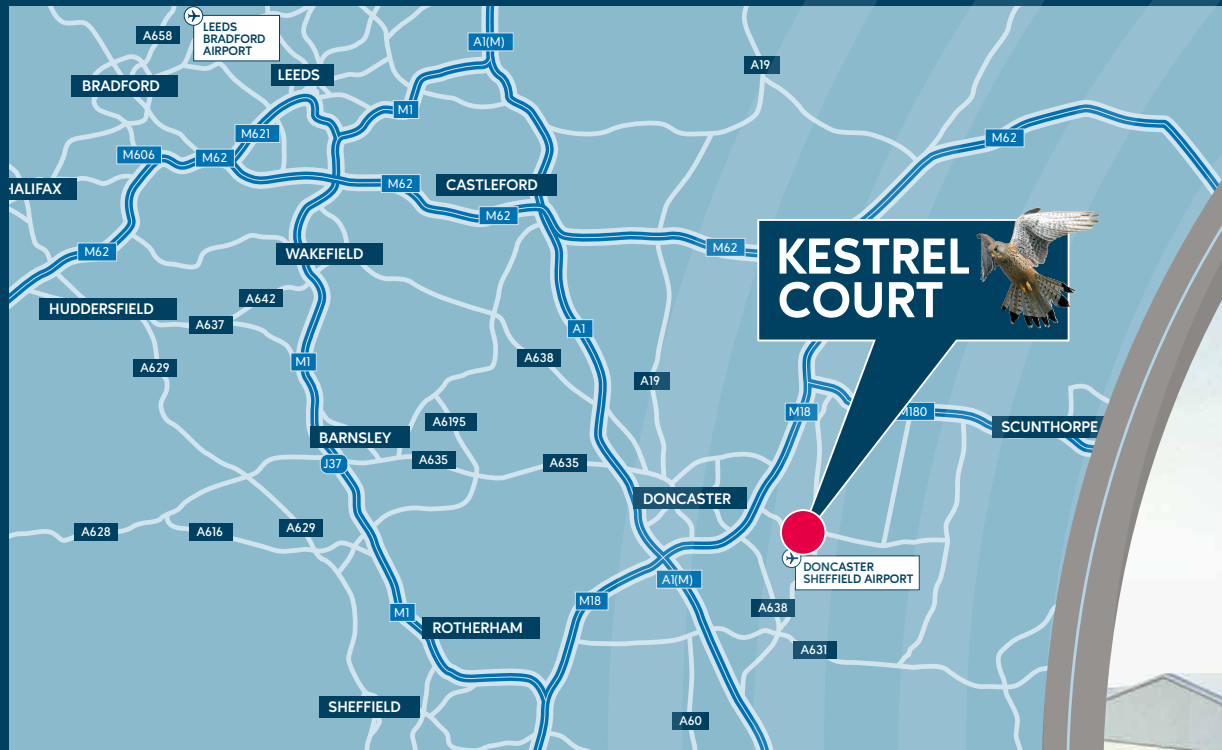 LEEDS
BRADFORD
AIRPORT
A658
A1(M)
A19
LEEDS
BRADFORD
M1
M621
M62
M606
M62
M62
HALIFAX
CASTLEFORD
M62
M62
M62
WAKEFIELD
KESTREL
COURT
A642
HUDDERSFIELD
A637
A1
A638
M1
A629
A19
M18
M180
A6195
SCUNTHORPE
BARNSLEY
J37
A635
A635
DONCASTER
A628
A616
A629
DONCASTER
SHEFFIELD AIRPORT
A1(M)
M18
A638
M1
ROTHERHAM
A631
SHEFFIELD
A60